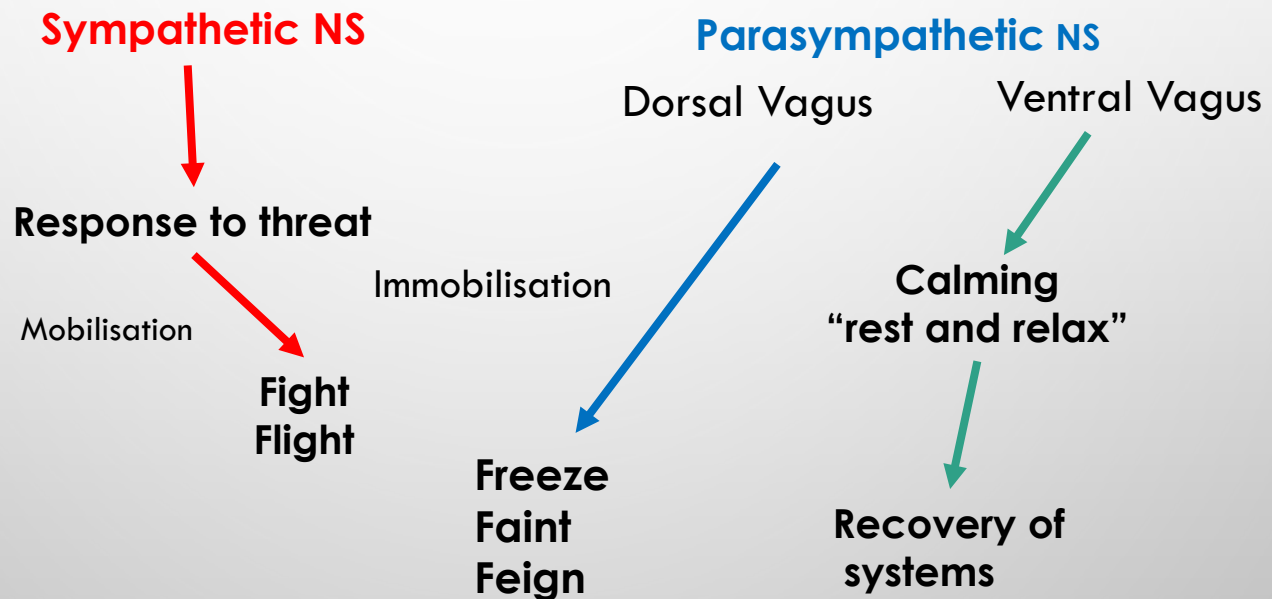 Sympathetic NS
Parasympathetic NS
Dorsal Vagus
Ventral Vagus
Response to threat
Mobilisation
Immobilisation
Calming
“rest and relax”
Fight
Flight
Freeze
Faint
Feign
Recovery of
systems